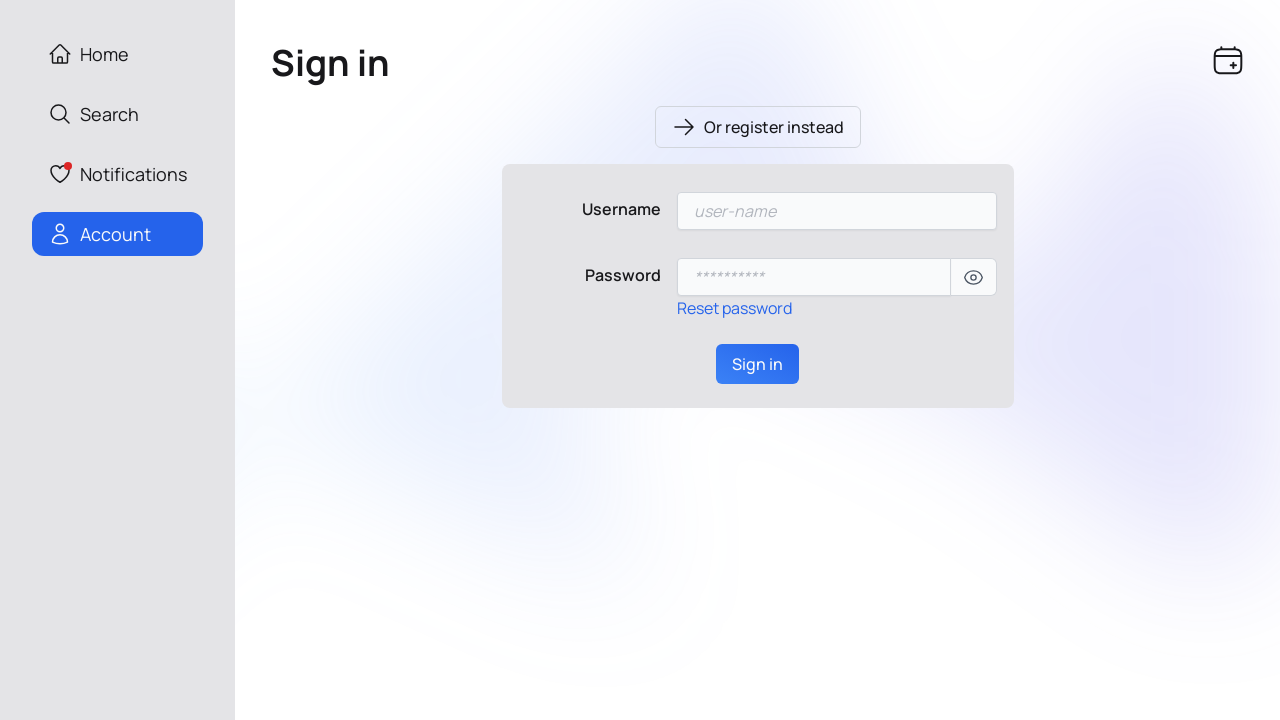 Home
Search
Notifications
Account
Sign in
Or register instead
Username
user-name
Password
**********
Reset password
Sign in